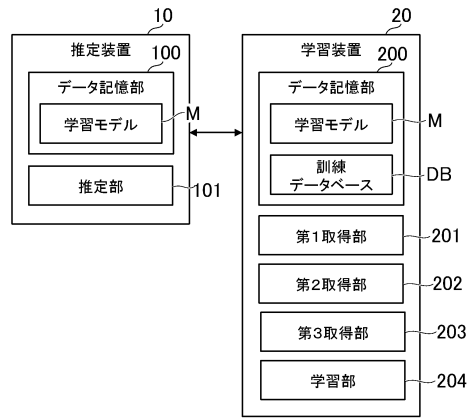 10
推定装置
100
データ記憶部
学習モデル
M
推定部
101
20
学習装置
200
データ記憶部
学習モデル
M
訓練
データベース
DB
第1取得部
201
第2取得部
202
第3取得部
203
学習部
204